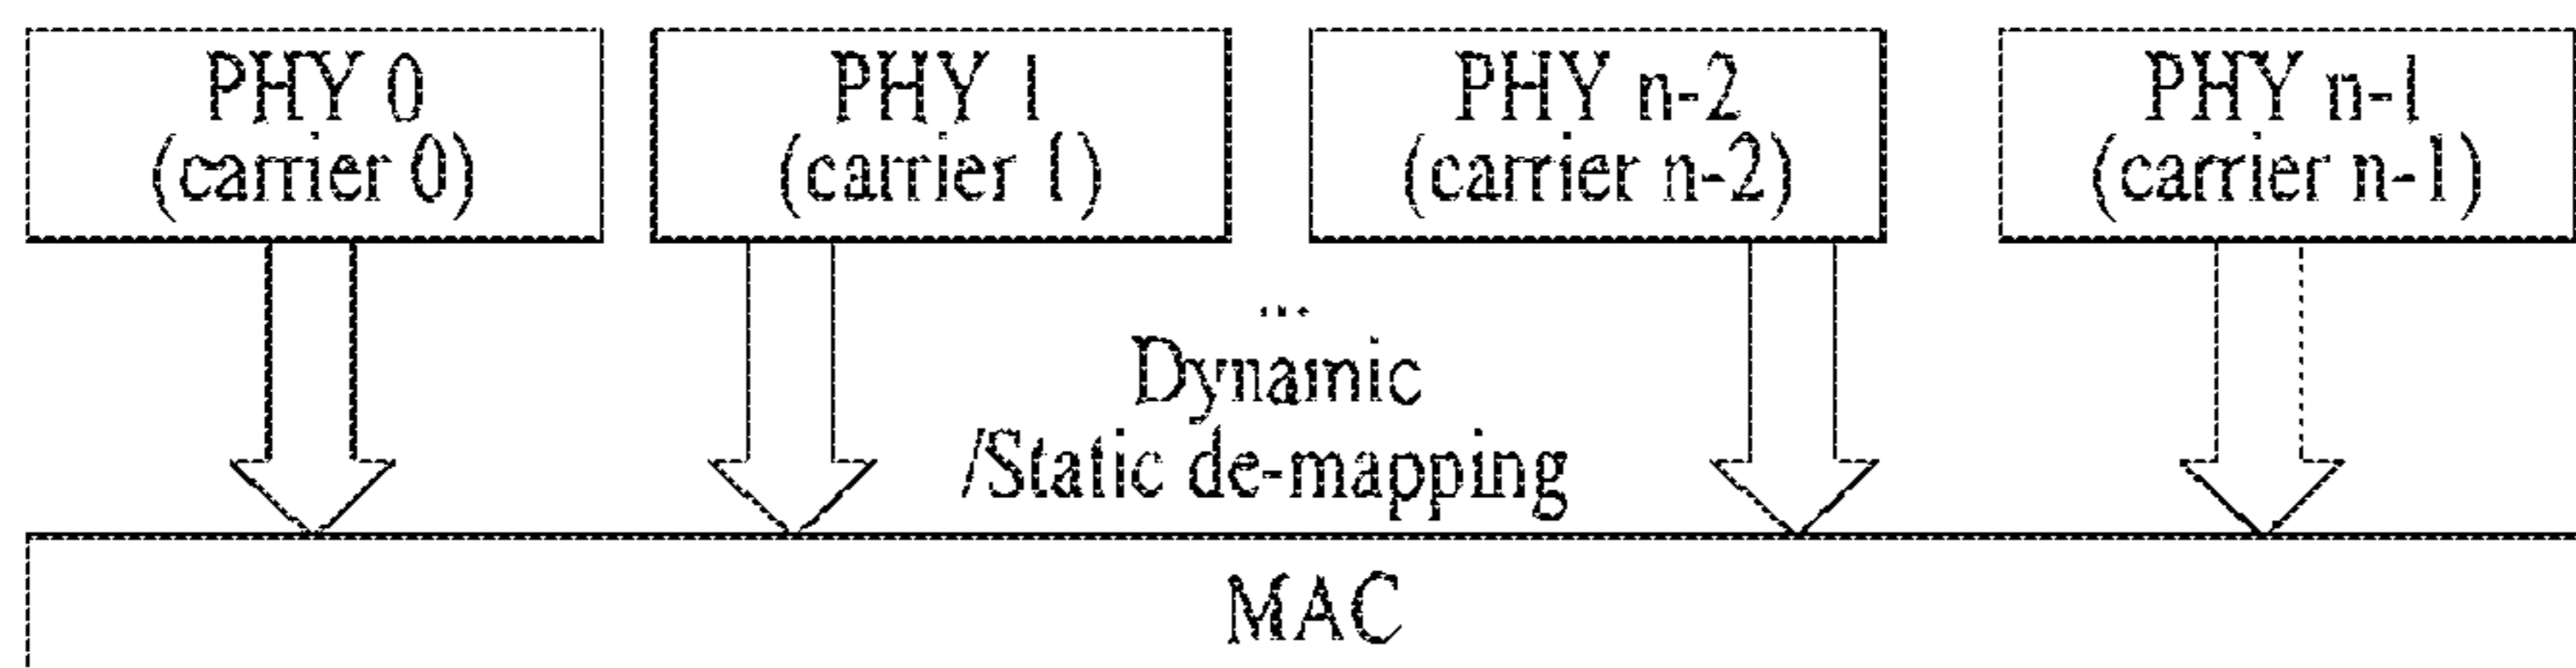 PHY 0
(carrier 0)
PHY 1
(carrier 1)
PHY n-2
(carrier n-2)
PHY n-1
(carrier n-1)
...
Dynamic
/Static de-mapping
MAC